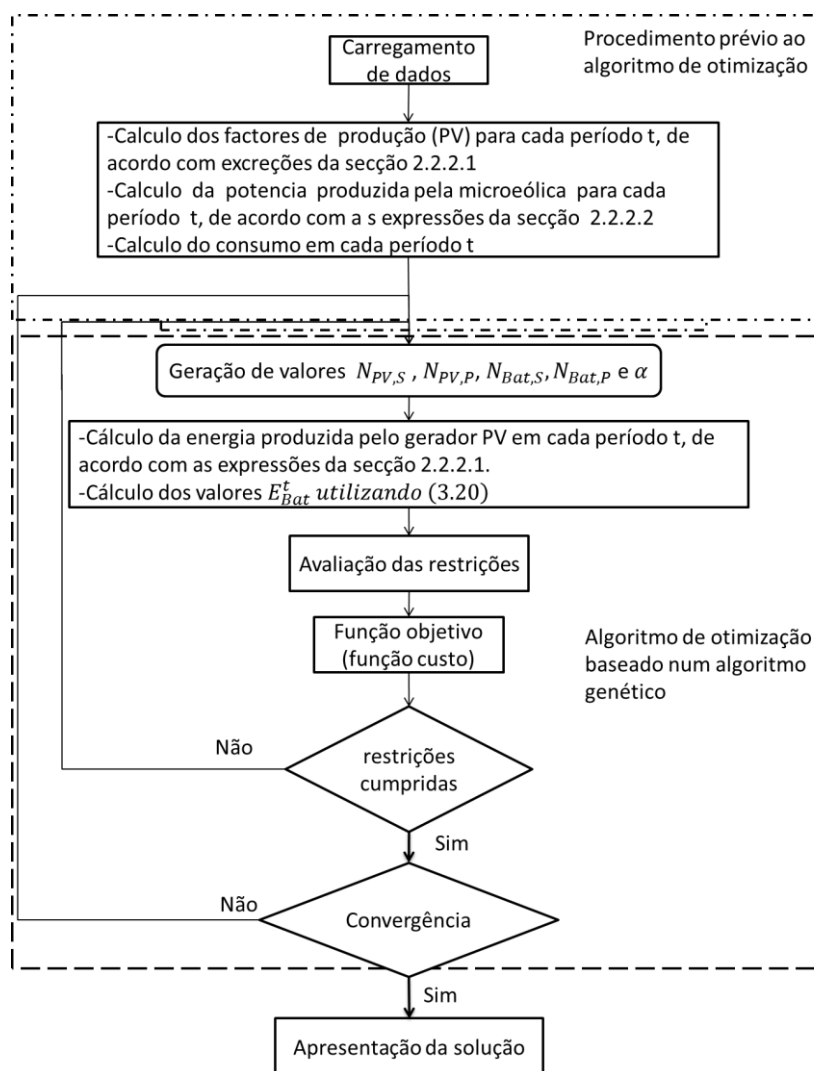 Carregamento
de dados
Procedimento prévio ao
algoritmo de otimização
-Calculo dos factores de produção (PV) para cada período t, de
acordo com excreções da secção 2.2.2.1
-Calculo da potencia produzida pela microeólica para cada
período t, de acordo com a s expressões da secção 2.2.2.2
-Calculo do consumo em cada período t
Geração de valores N_{PV,S} , N_{PV,P}, N_{Bat,S}, N_{Bat,P} e α
-Cálculo da energia produzida pelo gerador PV em cada período t, de
acordo com as expressões da secção 2.2.2.1.
-Cálculo dos valores E_{Bat}^{t} utilizando (3.20)
Avaliação das restrições
Função objetivo
(função custo)
Algoritmo de otimização
baseado num algoritmo
genético
Não
restrições
cumpridas
Sim
Não
Convergência
Sim
Apresentação da solução